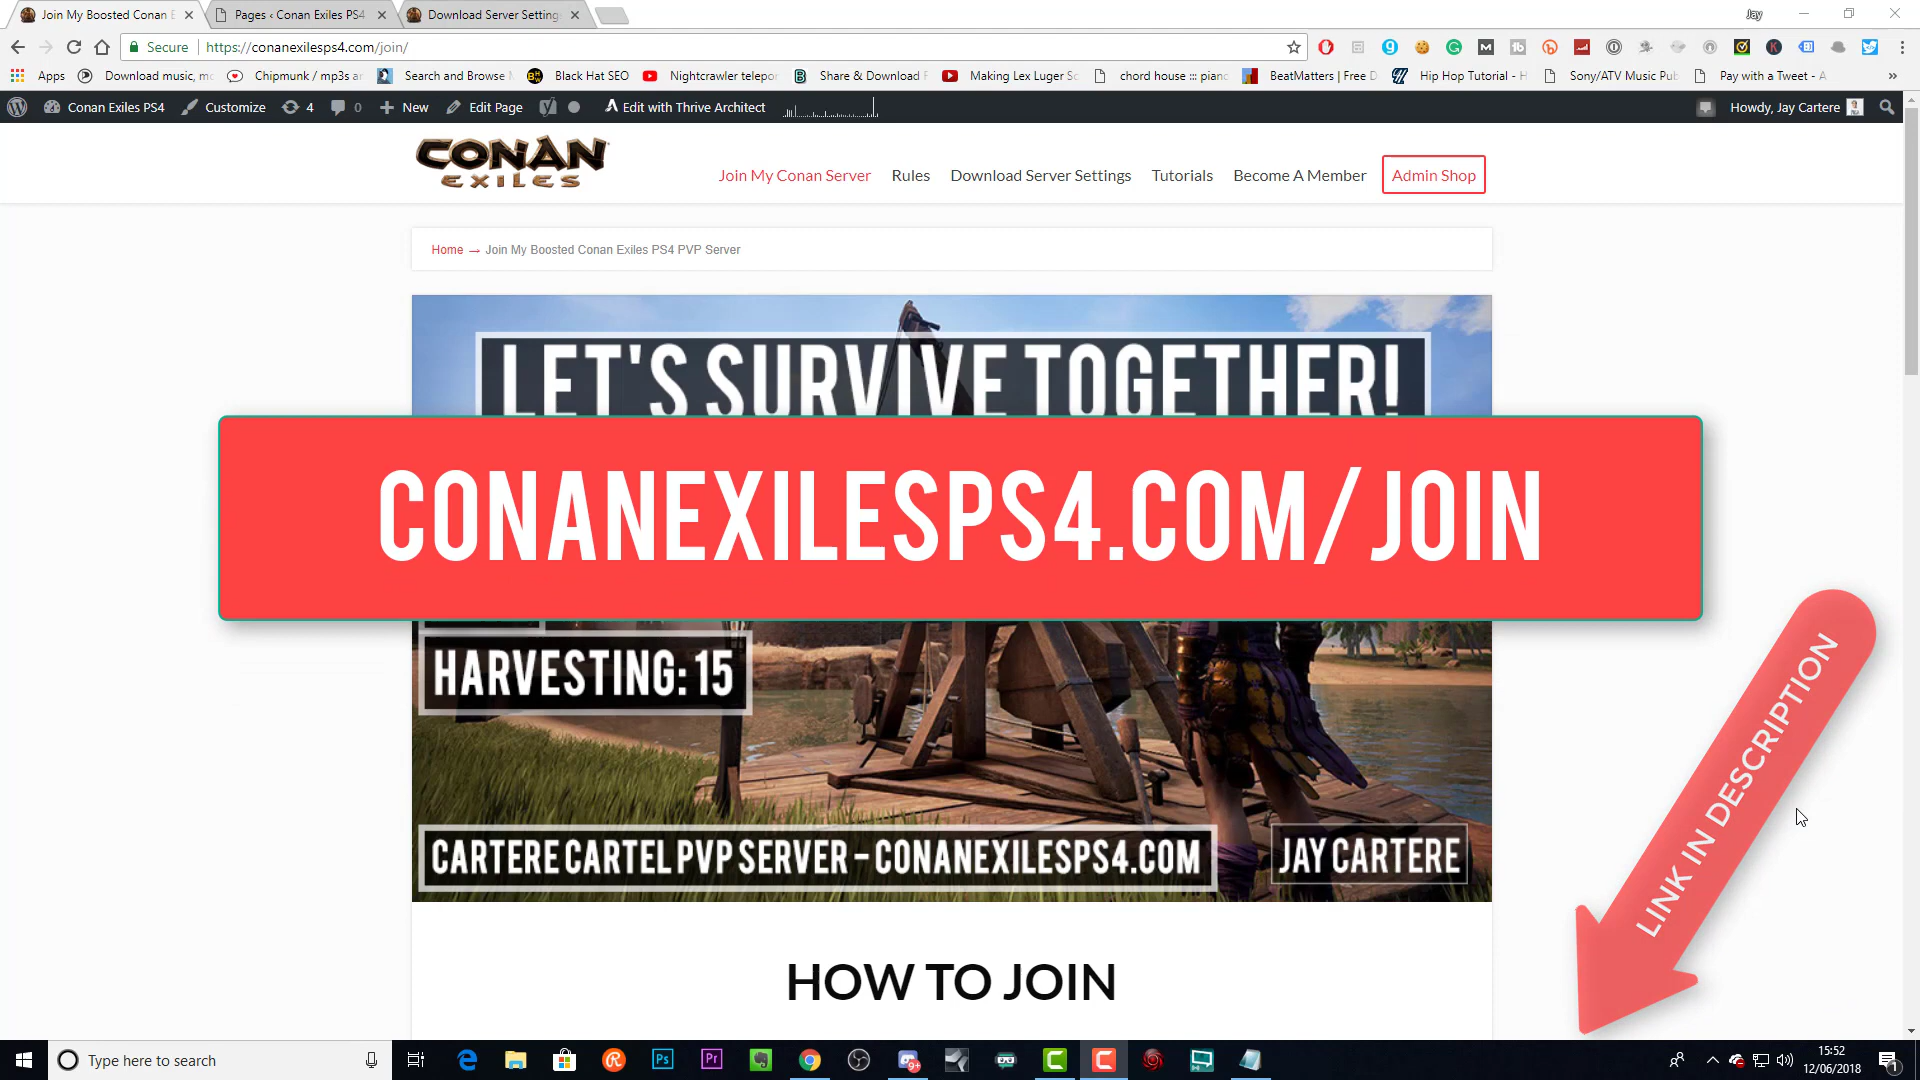 Join My Boosted Conan E
Pages ‹ Conan Exiles PS4
Download Server Setting
Jay
Secure
https://conanexilesps4.com/join/
Apps
Download music, mo
Chipmunk / mp3s ar
Search and Browse
Black Hat SEO
Nightcrawler telepor
Share & Download F
Making Lex Luger Sc
chord house ::: piano
BeatMatters | Free D
Hip Hop Tutorial - H
Sony/ATV Music Pub
Pay with a Tweet - A
Conan Exiles PS4
Customize
4
0
New
Edit Page
Edit with Thrive Architect
Howdy, Jay Cartere
CONAN
EXILES
Join My Conan Server
Rules
Download Server Settings
Tutorials
Become A Member
Admin Shop
Home → Join My Boosted Conan Exiles PS4 PVP Server
LET'S SURVIVE TOGETHER!
CONANEXILESPS4.COM/JOIN
HARVESTING: 15
CARTERE CARTEL PVP SERVER – CONANEXILESPS4.COM
JAY CARTERE
LINK IN DESCRIPTION
HOW TO JOIN
Type here to search
15:52
12/06/2018